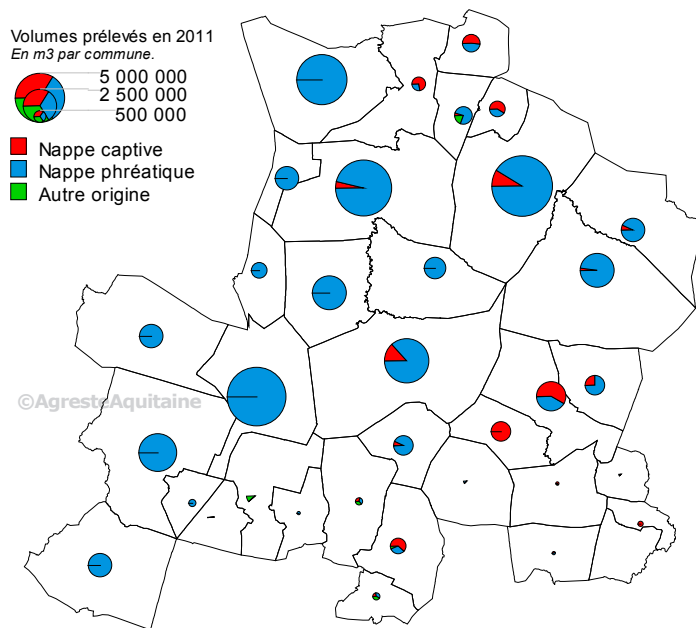 Volumes prélevés en 2011
En m3 par commune.
5 000 000
2 500 000
500 000
Nappe captive
Nappe phréatique
Autre origine
©AgresteAquitaine